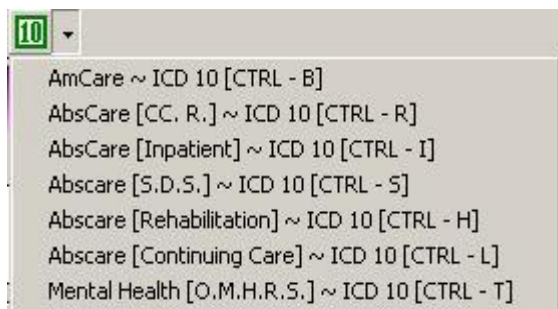 10
AmCare ~ ICD 10 [CTRL - B]
AbsCare [CC. R.] ~ ICD 10 [CTRL - R]
AbsCare [Inpatient] ~ ICD 10 [CTRL - I]
Abscare [S.D.S.] ~ ICD 10 [CTRL - S]
Abscare [Rehabilitation] ~ ICD 10 [CTRL - H]
Abscare [Continuing Care] ~ ICD 10 [CTRL - L]
Mental Health [O.M.H.R.S.] ~ ICD 10 [CTRL - T]